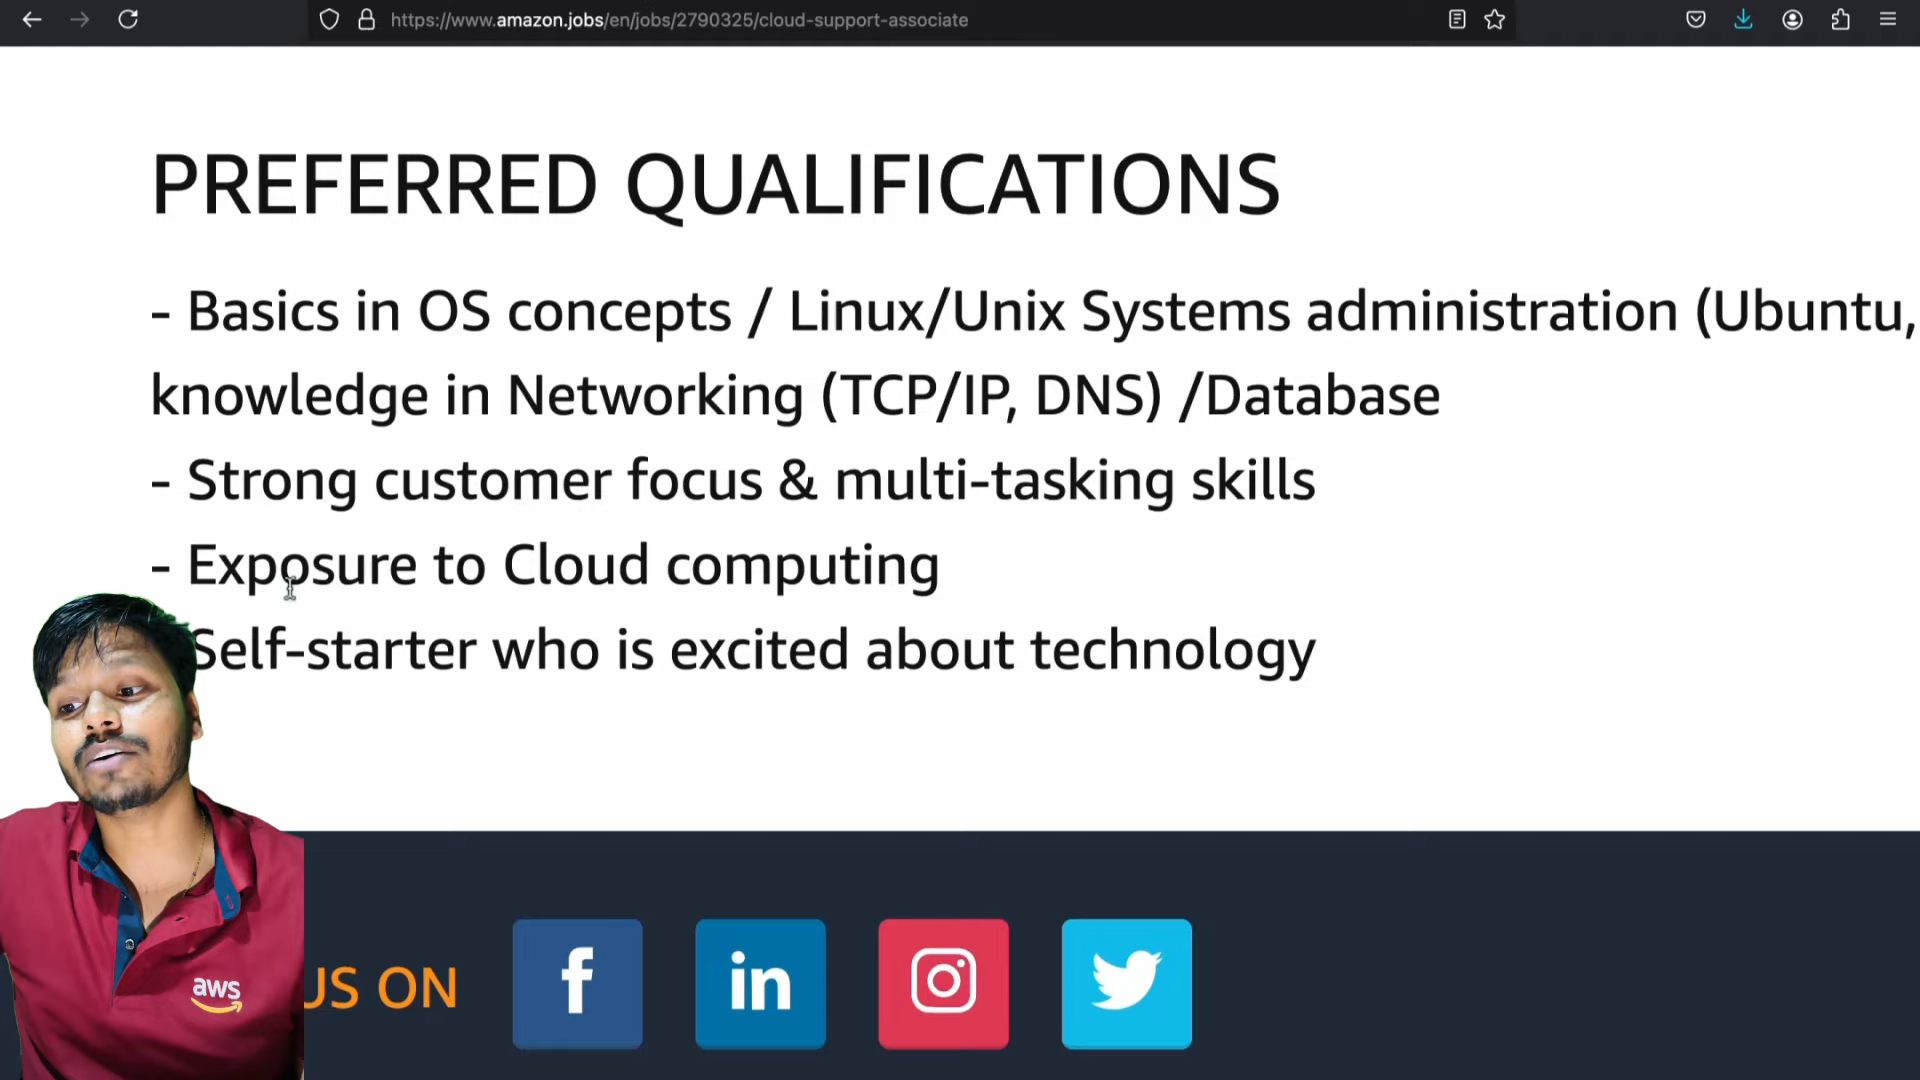 https://www.amazon.jobs/en/jobs/2790325/cloud-support-associate
PREFERRED QUALIFICATIONS
- Basics in OS concepts / Linux/Unix Systems administration (Ubuntu,
knowledge in Networking (TCP/IP, DNS) /Database
- Strong customer focus & multi-tasking skills
- Exposure to Cloud computing
Self-starter who is excited about technology
US ON
f
in
aws